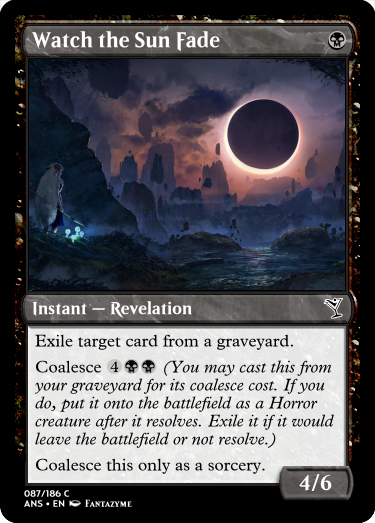 Watch the Sun Fade
Instant — Revelation
Exile target card from a graveyard.
Coalesce 4 (You may cast this from
your graveyard for its coalesce cost. If you
do, put it onto the battlefield as a Horror
creature after it resolves. Exile it if it would
leave the battlefield or not resolve.)
Coalesce this only as a sorcery.
4/6
087/186 C
ANS • EN Fantazyme